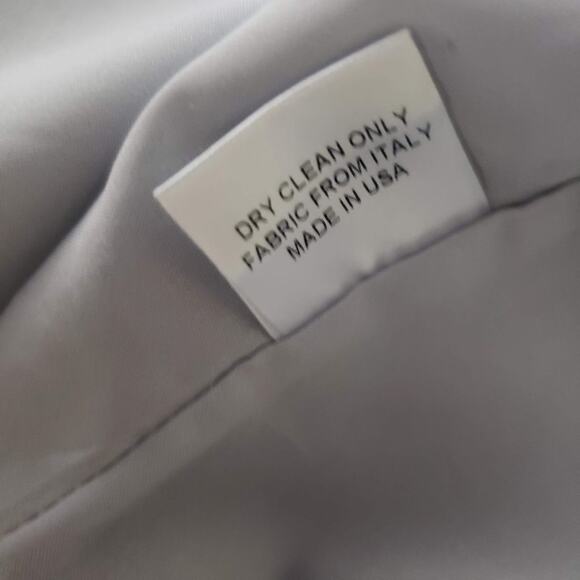 DRY CLEAN ONLY
FABRIC FROM ITALY
MADE IN USA